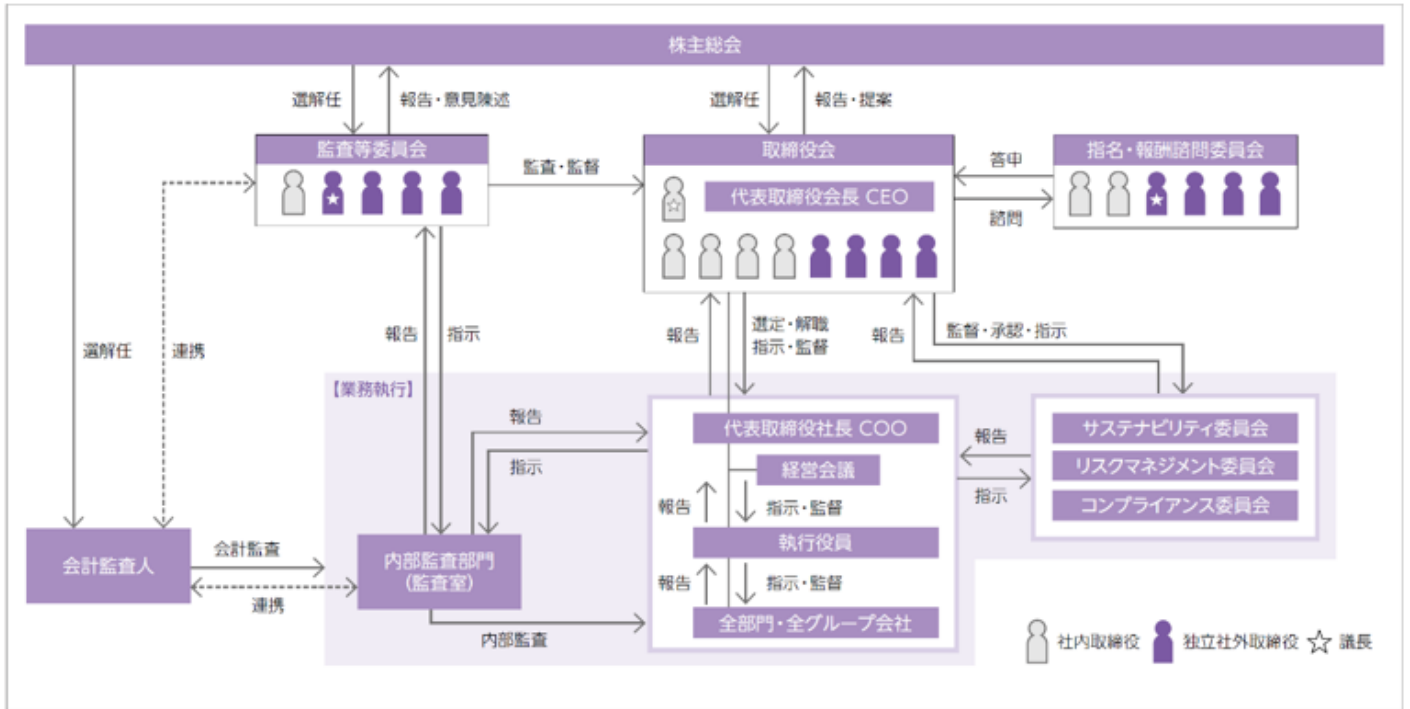 株主総会
選解任
報告・意見陳述
選解任
報告・提案
監査等委員会
取締役会
指名・報酬諮問委員会
監査・監督
答申
代表取締役会長 CEO
諮問
選解任
連携
報告
指示
報告
選定・解職
指示・監督
報告
監督・承認・指示
【業務執行】
報告
指示
代表取締役社長 COO
経営会議
報告
指示・監督
執行役員
報告
指示・監督
全部門・全グループ会社
報告
指示
サステナビリティ委員会
リスクマネジメント委員会
コンプライアンス委員会
会計監査人
会計監査
連携
内部監査部門
(監査室)
内部監査
社内取締役
独立社外取締役
議長